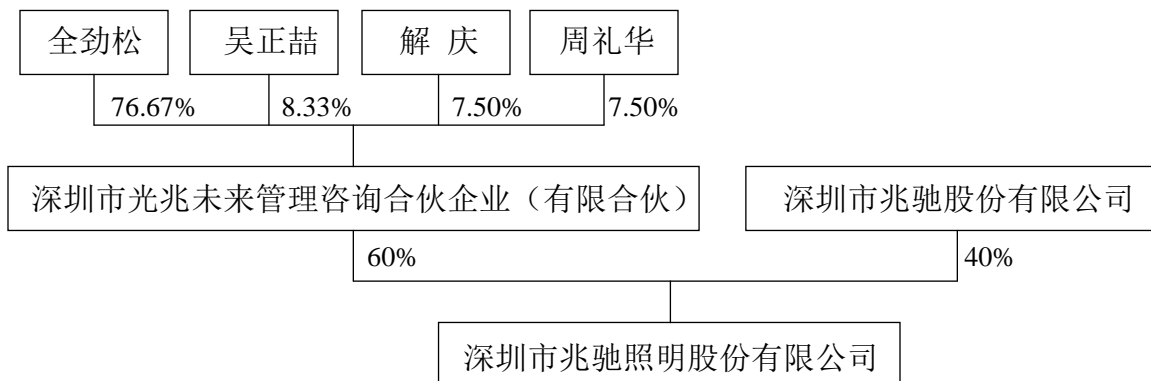 全劲松
吴正喆
解 庆
周礼华
76.67%
8.33%
7.50%
7.50%
深圳市光兆未来管理咨询合伙企业（有限合伙）
深圳市兆驰股份有限公司
60%
40%
深圳市兆驰照明股份有限公司